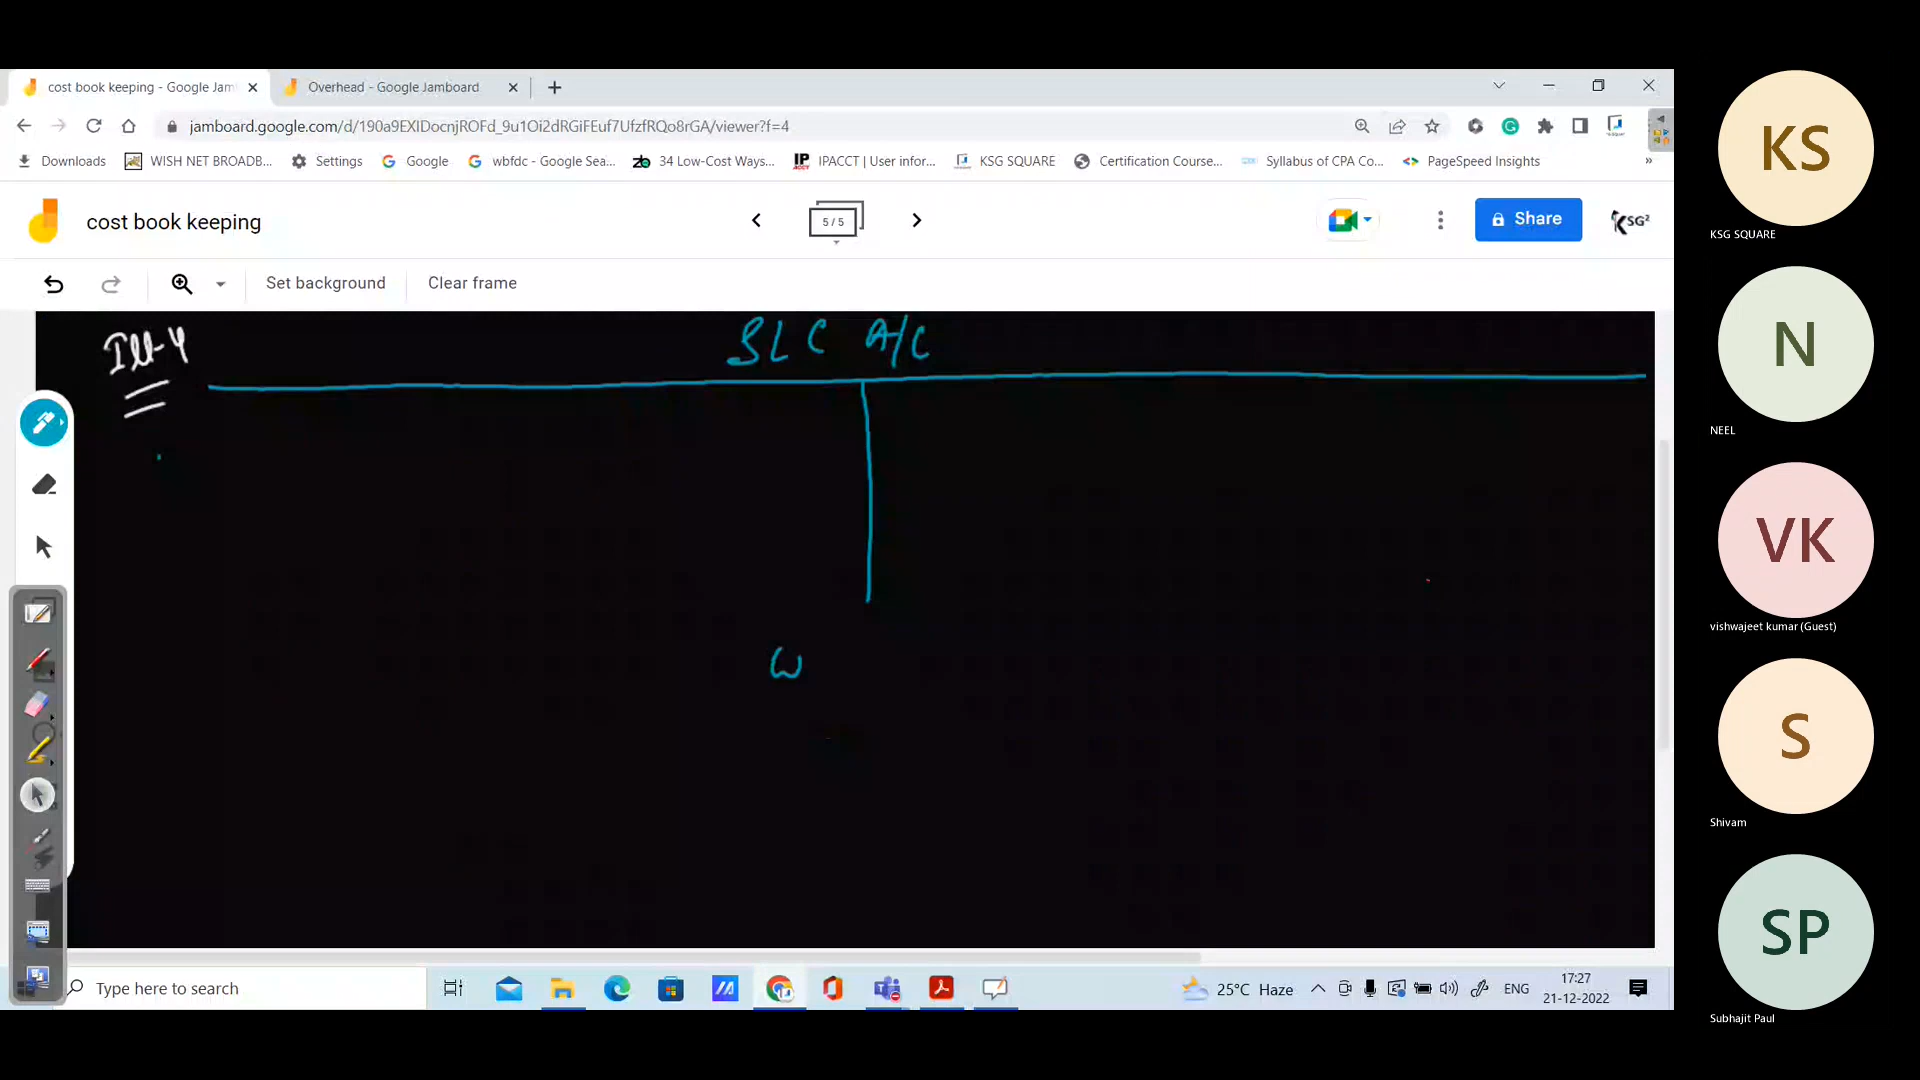 cost book keeping - Google Jam
Overhead - Google Jamboard
jamboard.google.com/d/190a9EXIDocnjROFd_9u1Oi2dRGiFEuf7UfzfRQo8rGA/viewer?f=4
Downloads
WISH NET BROADB...
Settings
Google
wbfdc - Google Sea...
34 Low-Cost Ways...
IPACCT | User infor...
KSG SQUARE
Certification Course...
Syllabus of CPA Co...
PageSpeed Insights
cost book keeping
5 / 5
Share
KSG²
Set background
Clear frame
Ill-4
SLC A/C
W
Type here to search
25°C Haze
ENG
17:27
21-12-2022
KS
KSG SQUARE
N
NEEL
VK
vishwajeet kumar (Guest)
S
Shivam
SP
Subhajit Paul